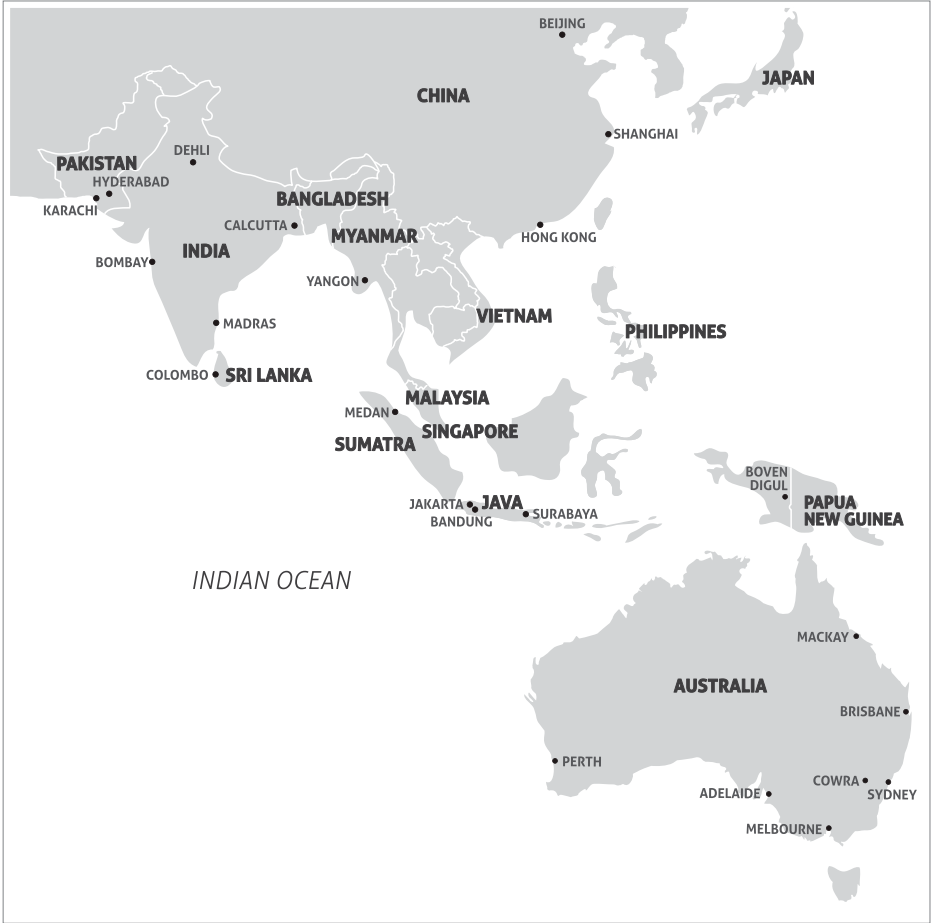 BEIJING
JAPAN
CHINA
SHANGHAI
DEHLI
PAKISTAN
HYDERABAD
KARACHI
BANGLADESH
CALCUTTA
MYANMAR
HONG KONG
INDIA
BOMBAY
YANGON
VIETNAM
MADRAS
PHILIPPINES
COLOMBO
SRI LANKA
MALAYSIA
MEDAN
SINGAPORE
SUMATRA
BOVEN
DIGUL
JAKARTA
JAVA
BANDUNG
SURABAYA
PAPUA
NEW GUINEA
INDIAN OCEAN
MACKAY
AUSTRALIA
BRISBANE
PERTH
COWRA
SYDNEY
ADELAIDE
MELBOURNE